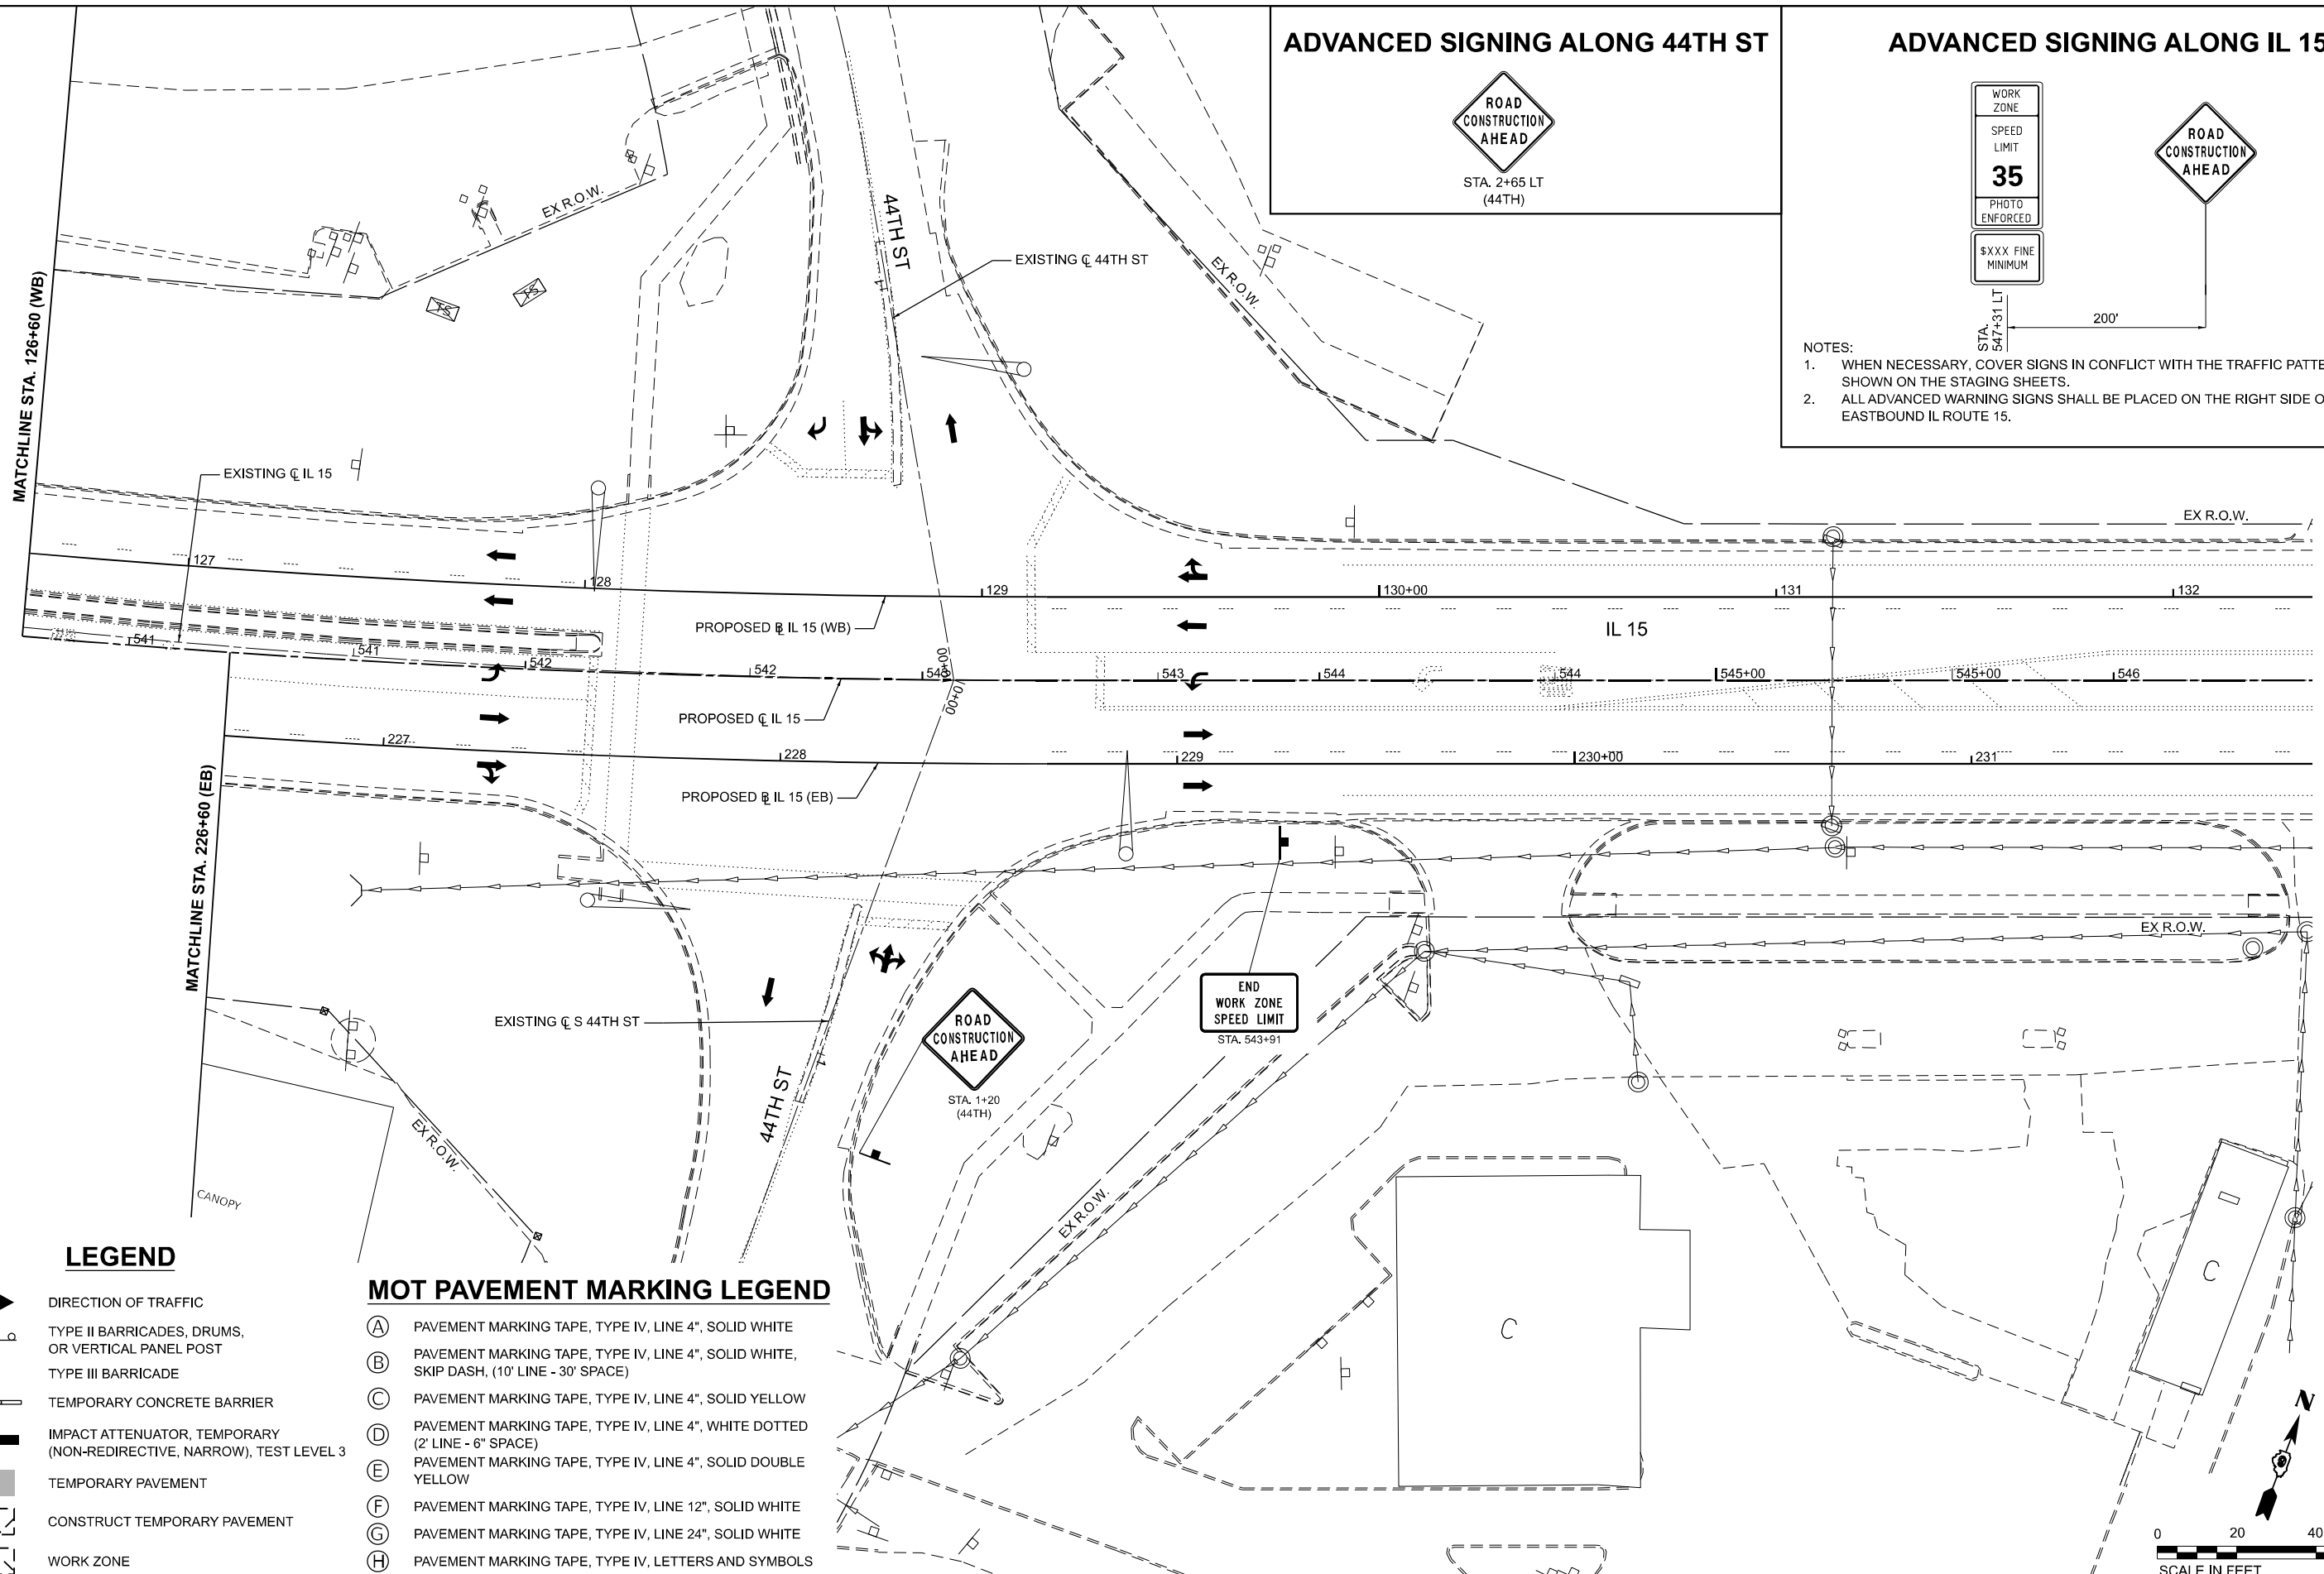 ADVANCED SIGNING ALONG 44TH ST
ROAD
CONSTRUCTION
AHEAD
STA. 2+65 LT
(44TH)
ADVANCED SIGNING ALONG IL 15
WORK
ZONE
SPEED
LIMIT
35
PHOTO
ENFORCED
$XXX FINE
MINIMUM
ROAD
CONSTRUCTION
AHEAD
STA.
547+31 LT
200'
NOTES:
1. WHEN NECESSARY, COVER SIGNS IN CONFLICT WITH THE TRAFFIC PATTE
SHOWN ON THE STAGING SHEETS.
2. ALL ADVANCED WARNING SIGNS SHALL BE PLACED ON THE RIGHT SIDE O
EASTBOUND IL ROUTE 15.
MATCHLINE STA. 126+60 (WB)
EX R.O.W.
TS
TS
44TH ST
EXISTING ℄ 44TH ST
EX R.O.W.
EXISTING ℄ IL 15
EX R.O.W.
127
128
129
130+00
131
132
PROPOSED B͟L IL 15 (WB)
IL 15
541
541
542
542
543
543
544
544
545+00
545+00
546
00+00
0+00
PROPOSED ℄ IL 15
227
228
229
230+00
231
PROPOSED B͟L IL 15 (EB)
MATCHLINE STA. 226+60 (EB)
EX R.O.W.
END
WORK ZONE
SPEED LIMIT
STA. 543+91
EXISTING ℄ S 44TH ST
ROAD
CONSTRUCTION
AHEAD
STA. 1+20
(44TH)
44TH ST
EX R.O.W.
EX R.O.W.
CANOPY
C
C
N
0 20 40
SCALE IN FEET
LEGEND
DIRECTION OF TRAFFIC
TYPE II BARRICADES, DRUMS,
OR VERTICAL PANEL POST
TYPE III BARRICADE
TEMPORARY CONCRETE BARRIER
IMPACT ATTENUATOR, TEMPORARY
(NON-REDIRECTIVE, NARROW), TEST LEVEL 3
TEMPORARY PAVEMENT
CONSTRUCT TEMPORARY PAVEMENT
WORK ZONE
MOT PAVEMENT MARKING LEGEND
A PAVEMENT MARKING TAPE, TYPE IV, LINE 4", SOLID WHITE
B PAVEMENT MARKING TAPE, TYPE IV, LINE 4", SOLID WHITE,
SKIP DASH, (10' LINE - 30' SPACE)
C PAVEMENT MARKING TAPE, TYPE IV, LINE 4", SOLID YELLOW
D PAVEMENT MARKING TAPE, TYPE IV, LINE 4", WHITE DOTTED
(2' LINE - 6" SPACE)
E PAVEMENT MARKING TAPE, TYPE IV, LINE 4", SOLID DOUBLE
YELLOW
F PAVEMENT MARKING TAPE, TYPE IV, LINE 12", SOLID WHITE
G PAVEMENT MARKING TAPE, TYPE IV, LINE 24", SOLID WHITE
H PAVEMENT MARKING TAPE, TYPE IV, LETTERS AND SYMBOLS